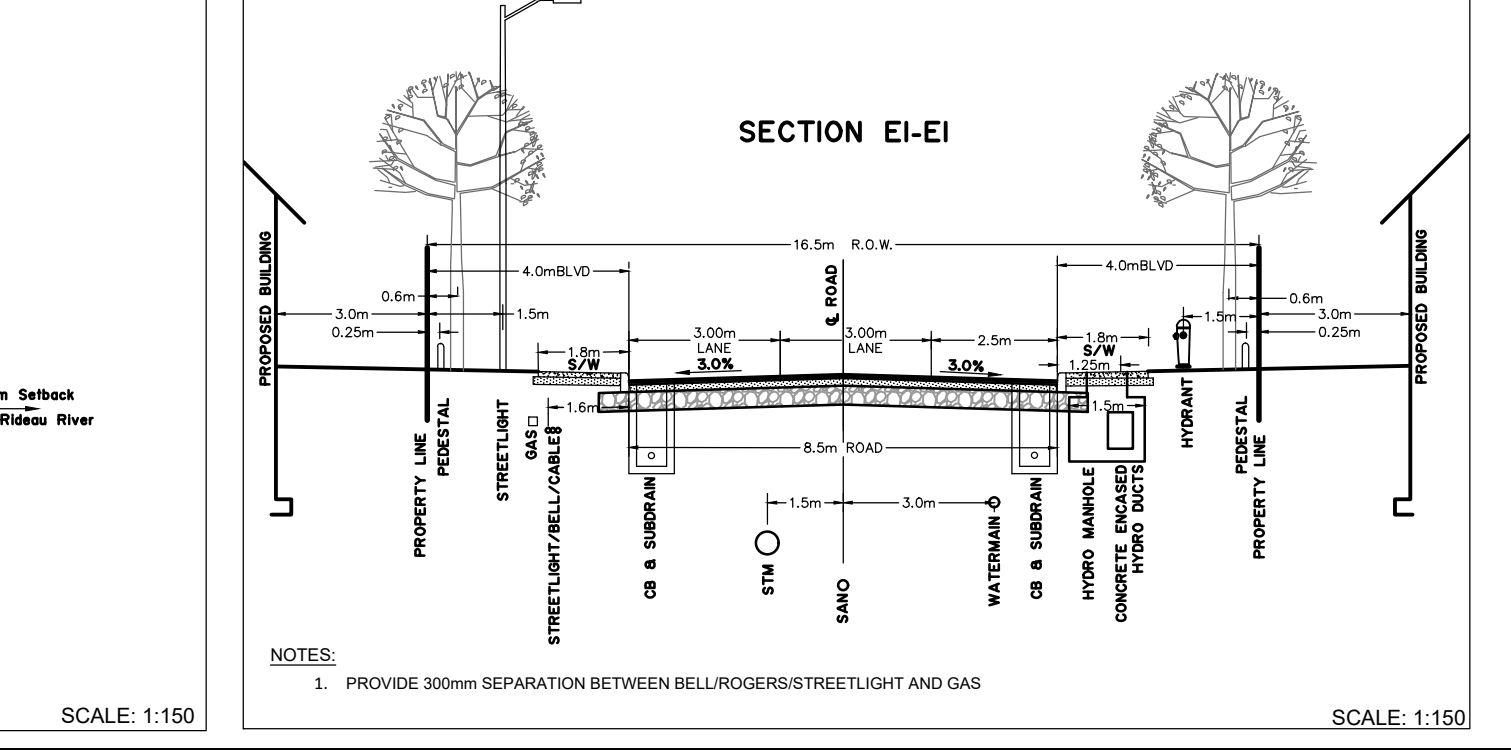 SECTION E1-E1
16.5m R.O.W.
4.0mBLVD
4.0mBLVD
℄ ROAD
PROPOSED BUILDING
PROPOSED BUILDING
0.6m
0.6m
3.0m
1.5m
1.5m
3.0m
0.25m
0.25m
3.00m
LANE
3.00m
LANE
2.5m
1.8m
S/W
1.8m
S/W
3.0%
3.0%
1.25m
m Setback
Rideau River
1.6m
1.5m
8.5m ROAD
PROPERTY LINE
PEDESTAL
STREETLIGHT
GAS
STREETLIGHT/BELL/CABLE
CB & SUBDRAIN
1.5m
3.0m
STM
SAN
WATERMAIN
CB & SUBDRAIN
HYDRO MANHOLE
CONCRETE ENCASED
HYDRO DUCTS
HYDRANT
PEDESTAL
PROPERTY LINE
NOTES:
1. PROVIDE 300mm SEPARATION BETWEEN BELL/ROGERS/STREETLIGHT AND GAS
SCALE: 1:150
SCALE: 1:150